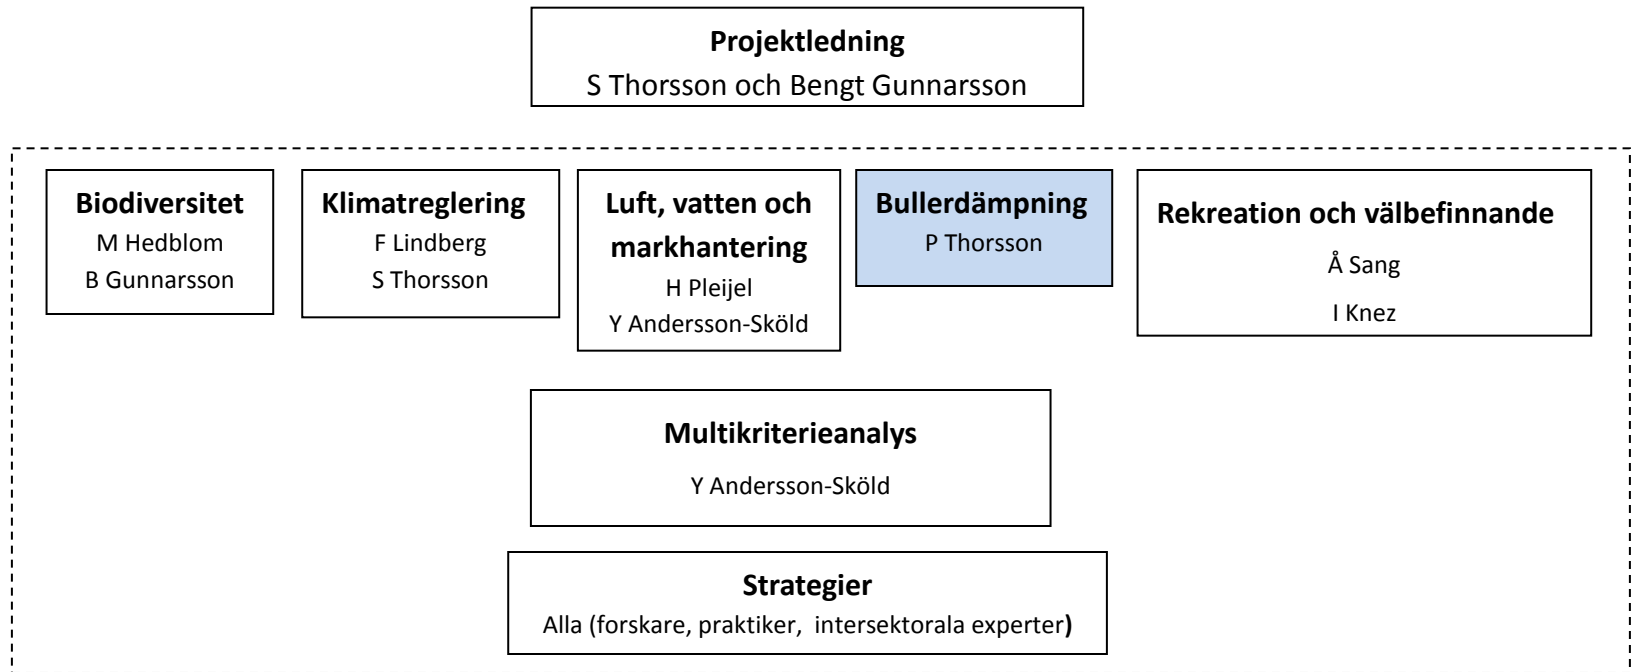 Projektledning
S Thorsson och Bengt Gunnarsson
Biodiversitet
M Hedblom
B Gunnarsson
Klimatreglering
F Lindberg
S Thorsson
Luft, vatten och
markhantering
H Pleijel
Y Andersson-Sköld
Bullerdämpning
P Thorsson
Rekreation och välbefinnande
Å Sang
I Knez
Multikriterieanalys
Y Andersson-Sköld
Strategier
Alla (forskare, praktiker, intersektorala experter)